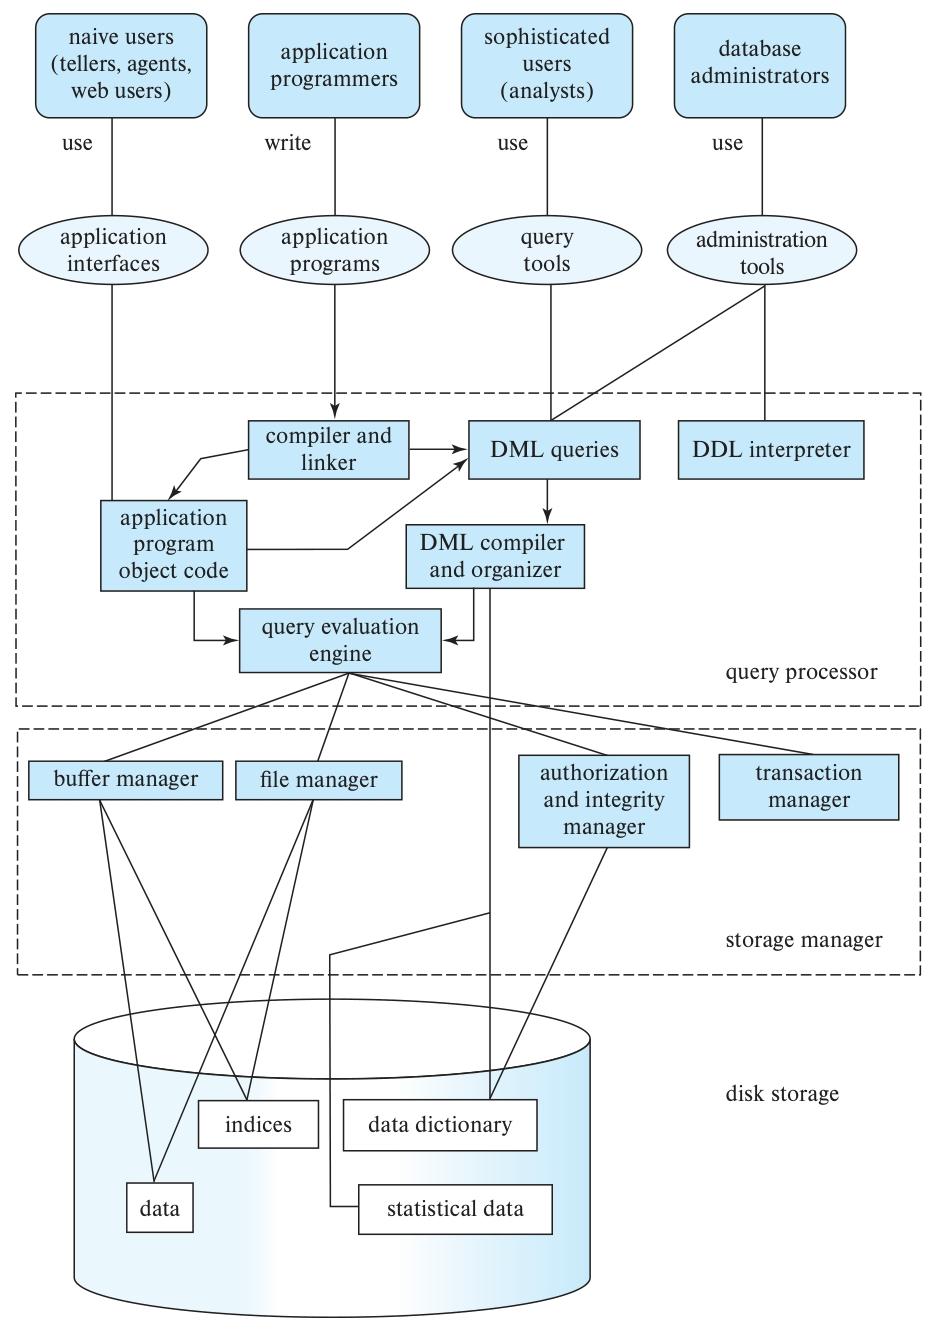 naive users
(tellers, agents,
web users)
application
programmers
sophisticated
users
(analysts)
database
administrators
use
write
use
use
application
interfaces
application
programs
query
tools
administration
tools
compiler and
linker
DML queries
DDL interpreter
application
program
object code
DML compiler
and organizer
query evaluation
engine
query processor
buffer manager
file manager
authorization
and integrity
manager
transaction
manager
storage manager
disk storage
indices
data dictionary
data
statistical data